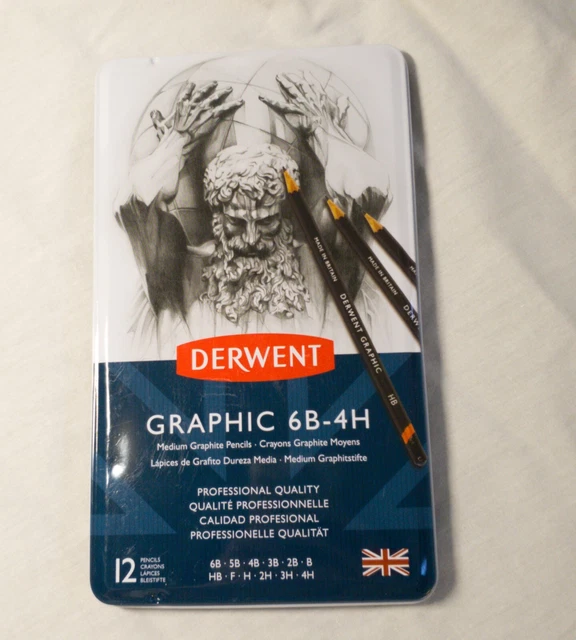 MADE IN BRITAIN
DERWENT GRAPHIC
HB
MADE IN BRITAIN
DERWENT
GRAPHIC 6B-4H
Medium Graphite Pencils · Crayons Graphite Moyens
Lápices de Grafito Dureza Media · Medium Graphitstifte
PROFESSIONAL QUALITY
QUALITÉ PROFESSIONNELLE
CALIDAD PROFESIONAL
PROFESSIONELLE QUALITÄT
12
PENCILS
CRAYONS
LÁPICES
BLEISTIFTE
6B · 5B · 4B · 3B · 2B · B
HB · F · H · 2H · 3H · 4H